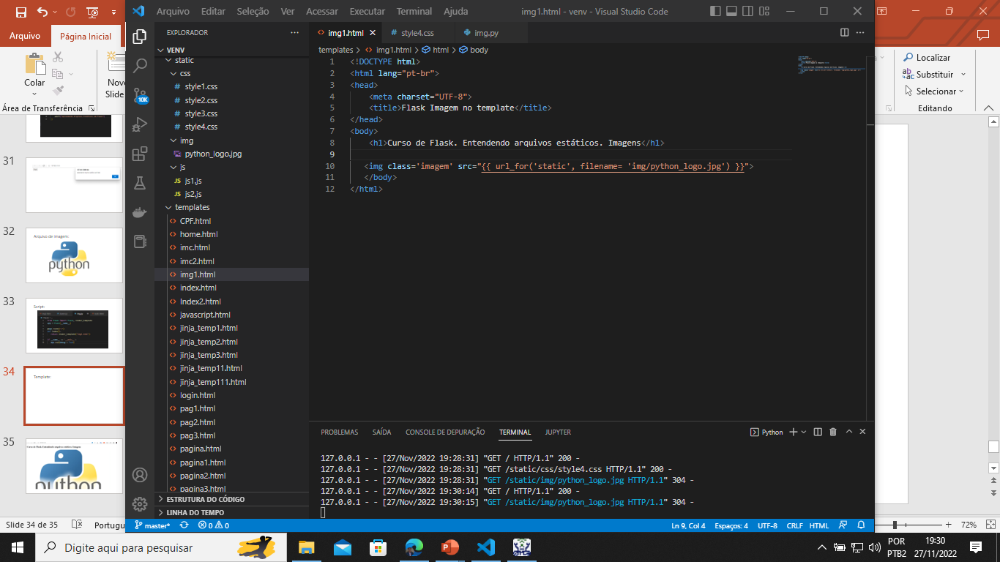 Arquivo Editar Seleção Ver Acessar Executar Terminal Ajuda
img1.html - venv - Visual Studio Code
Arquivo
Página Inicial
Colar
Novo
Slide
Área de Transferência
Localizar
Substituir
Selecionar
Editando
31
32
Arquivo de imagem:
python
33
Script:
34
Template:
35
EXPLORADOR
VENV
static
css
style1.css
style2.css
style3.css
style4.css
img
python_logo.jpg
js
JS js1.js
JS js2.js
templates
CPF.html
home.html
imc.html
imc2.html
img1.html
index.html
Index2.html
javascript.html
jinja_temp1.html
jinja_temp2.html
jinja_temp3.html
jinja_temp11.html
jinja_temp111.html
login.html
pag1.html
pag2.html
pag3.html
pagina.html
pagina1.html
pagina2.html
pagina3.html
ESTRUTURA DO CÓDIGO
LINHA DO TEMPO
10K
img1.html
style4.css
img.py
templates > img1.html > html > body
1 <!DOCTYPE html>
2 <html lang="pt-br">
3 <head>
4 <meta charset="UTF-8">
5 <title>Flask Imagem no template</title>
6 </head>
7 <body>
8 <h1>Curso de Flask. Entendendo arquivos estáticos. Imagens</h1>
9
10 <img class='imagem' src="{{ url_for('static', filename= 'img/python_logo.jpg') }}">
11 </body>
12 </html>
PROBLEMAS SAÍDA CONSOLE DE DEPURAÇÃO TERMINAL JUPYTER
Python
127.0.0.1 - - [27/Nov/2022 19:28:31] "GET / HTTP/1.1" 200 -
127.0.0.1 - - [27/Nov/2022 19:28:31] "GET /static/css/style4.css HTTP/1.1" 200 -
127.0.0.1 - - [27/Nov/2022 19:28:31] "GET /static/img/python_logo.jpg HTTP/1.1" 304 -
127.0.0.1 - - [27/Nov/2022 19:30:14] "GET / HTTP/1.1" 200 -
127.0.0.1 - - [27/Nov/2022 19:30:15] "GET /static/img/python_logo.jpg HTTP/1.1" 304 -
master* 0 0
Ln 9, Col 4 Espaços: 4 UTF-8 CRLF HTML
Slide 34 de 35
Portugu
72%
Digite aqui para pesquisar
POR
PTB2
19:30
27/11/2022